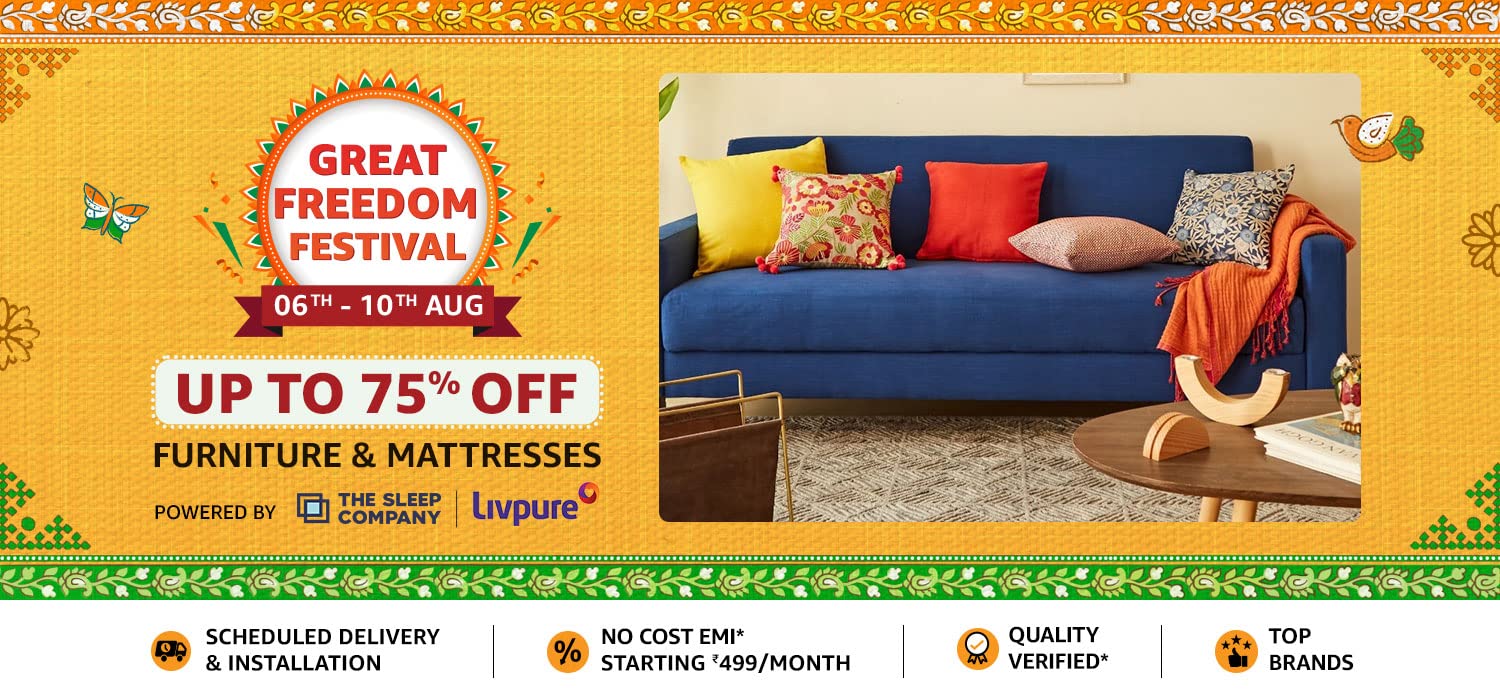 GREAT
FREEDOM
FESTIVAL
06TH - 10TH AUG
UP TO 75% OFF
FURNITURE & MATTRESSES
POWERED BY
THE SLEEP
COMPANY
Livpure
SCHEDULED DELIVERY
& INSTALLATION
NO COST EMI*
STARTING ₹499/MONTH
QUALITY
VERIFIED*
TOP
BRANDS